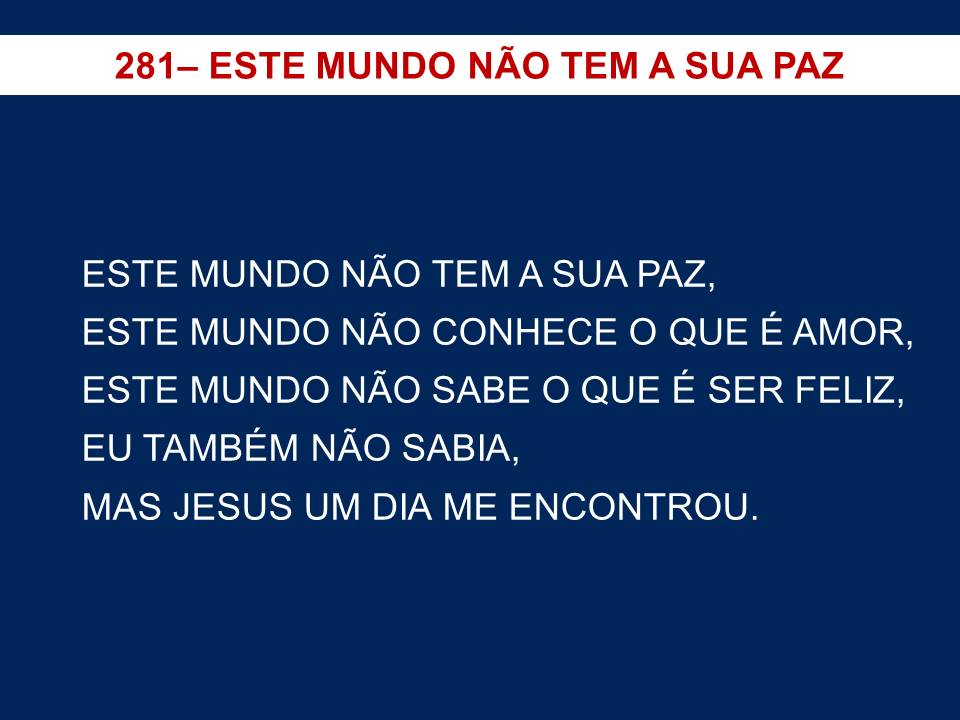 281– ESTE MUNDO NÃO TEM A SUA PAZ
ESTE MUNDO NÃO TEM A SUA PAZ,
ESTE MUNDO NÃO CONHECE O QUE É AMOR,
ESTE MUNDO NÃO SABE O QUE É SER FELIZ,
EU TAMBÉM NÃO SABIA,
MAS JESUS UM DIA ME ENCONTROU.